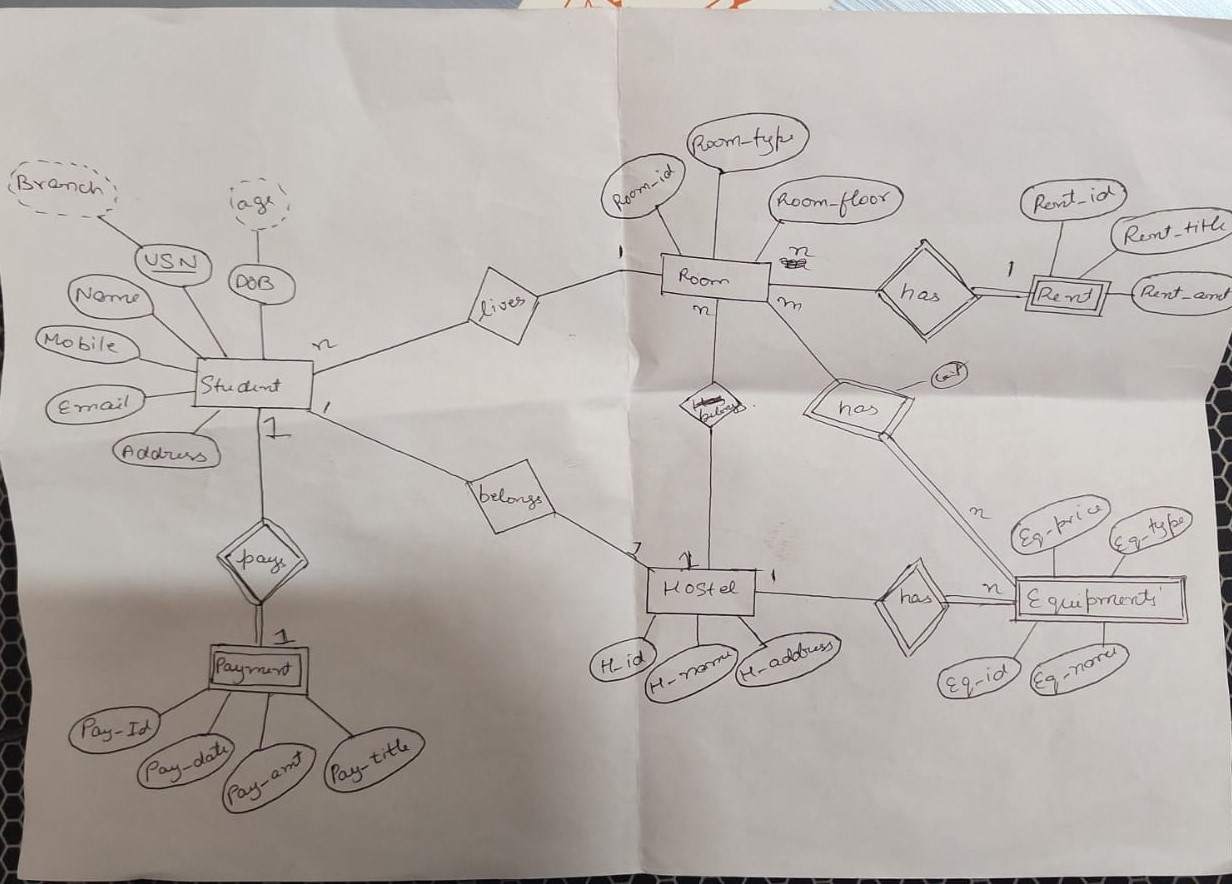 Room-type
Room-id
Branch
age
Room-floor
Rent-id
Rent-title
USN
DOB
Name
n
1
Room
has
1
Rent
Rent-amt
lives
m
n
n
Mobile
Student
Email
1
1
belongs
has
Address
belongs
n
Eq-price
Eq-type
pays
1
Hostel
1
has
n
Equipments
1
Payment
H-id
H-name
H-address
Eq-id
Eq-name
Pay-Id
Pay-date
Pay-amt
Pay-title